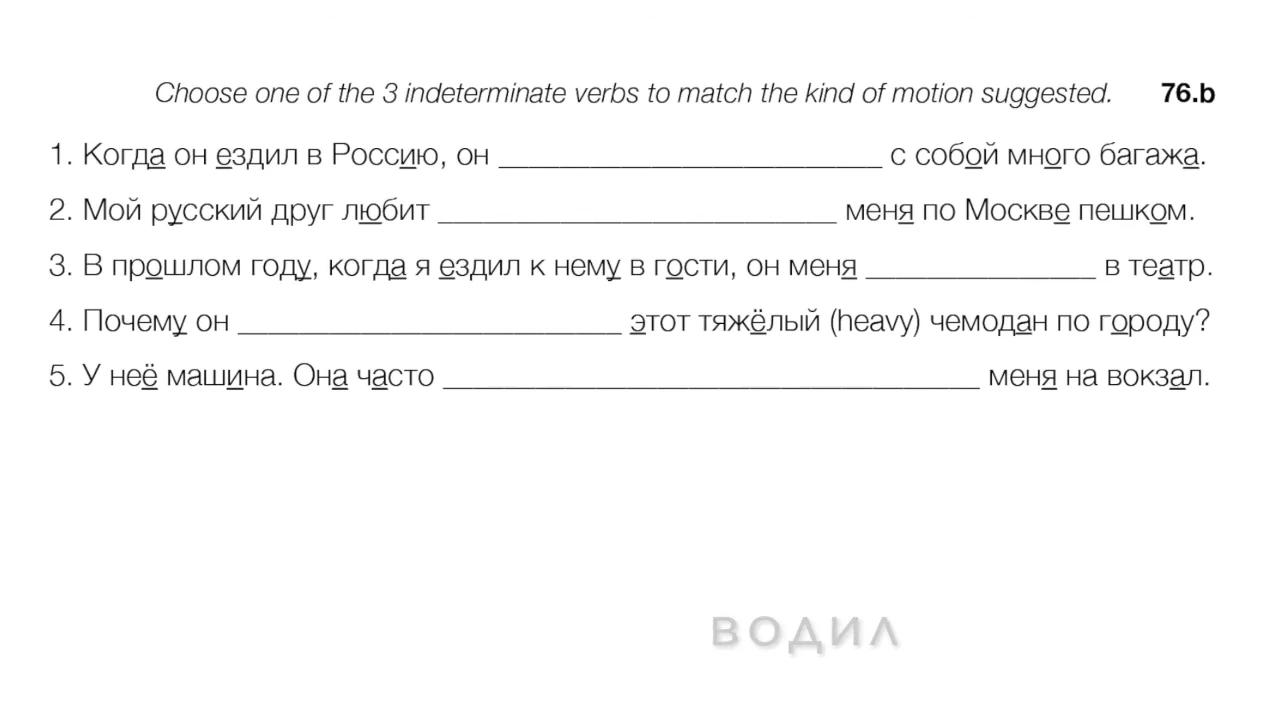 Choose one of the 3 indeterminate verbs to match the kind of motion suggested. 76.b
1. Когда он ездил в Россию, он _________________________ с собой много багажа.
2. Мой русский друг любит __________________________ меня по Москве пешком.
3. В прошлом году, когда я ездил к нему в гости, он меня _______________ в театр.
4. Почему он _________________________ этот тяжёлый (heavy) чемодан по городу?
5. У неё машина. Она часто ___________________________________ меня на вокзал.
ВОДИЛ